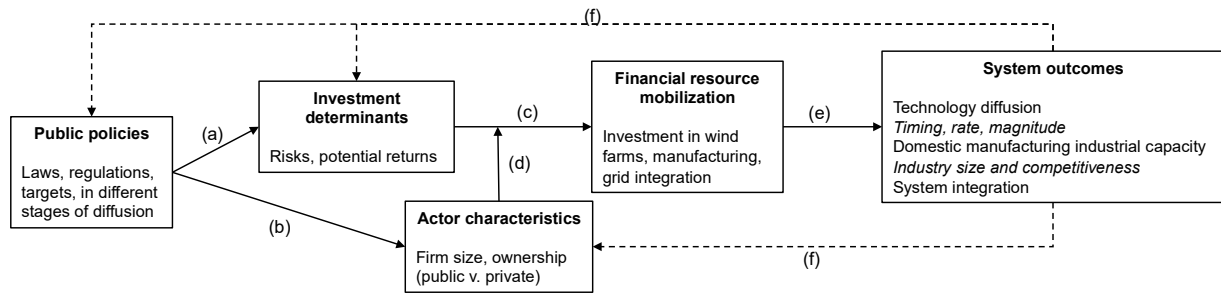 (f)
Public policies
Laws, regulations,
targets, in different
stages of diffusion
(a)
(b)
Investment
determinants
Risks, potential returns
(c)
(d)
Actor characteristics
Firm size, ownership
(public v. private)
Financial resource
mobilization
Investment in wind
farms, manufacturing,
grid integration
(e)
System outcomes
Technology diffusion
Timing, rate, magnitude
Domestic manufacturing industrial capacity
Industry size and competitiveness
System integration
(f)